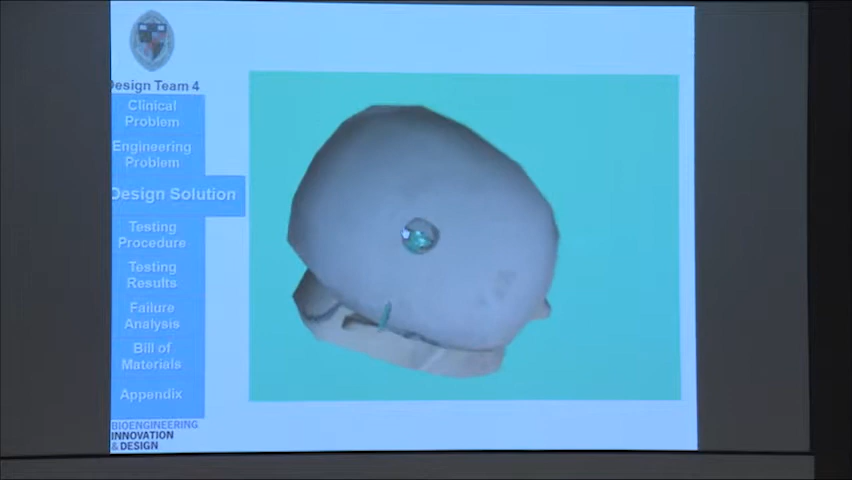 Design Team 4
Clinical
Problem
Engineering
Problem
Design Solution
Testing
Procedure
Testing
Results
Failure
Analysis
Bill of
Materials
Appendix
BIOENGINEERING
INNOVATION
& DESIGN